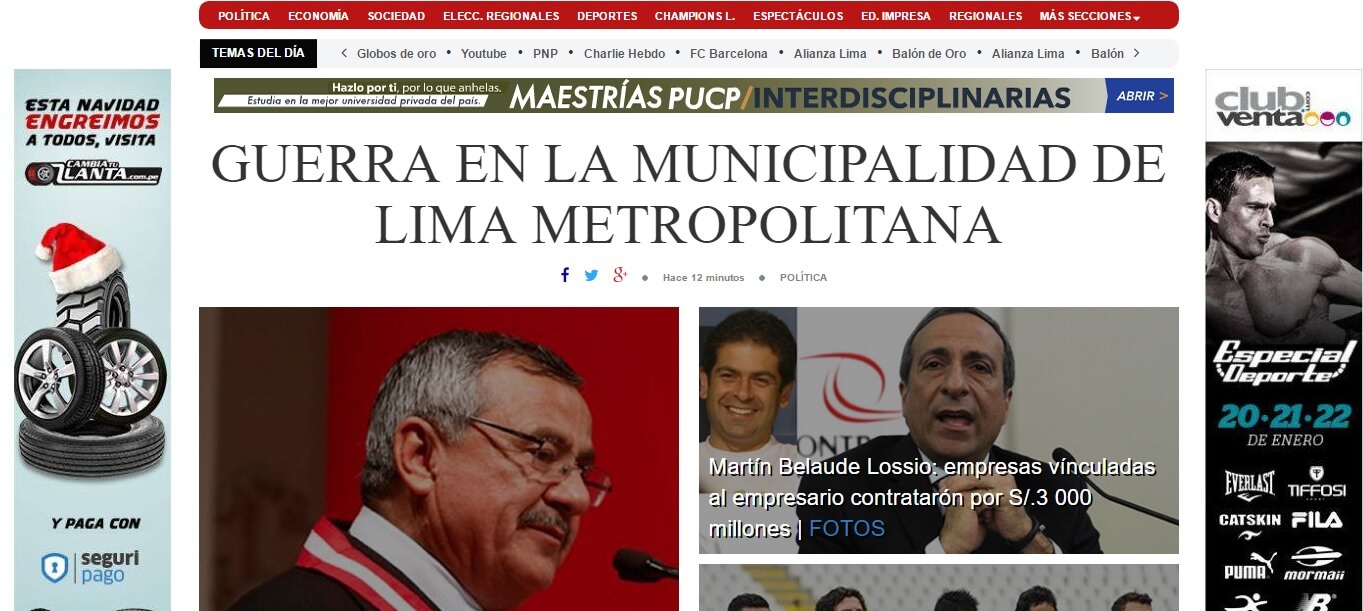 POLÍTICA ECONOMÍA SOCIEDAD ELECC. REGIONALES DEPORTES CHAMPIONS L. ESPECTÁCULOS ED. IMPRESA REGIONALES MÁS SECCIONES
TEMAS DEL DÍA Globos de oro • Youtube • PNP • Charlie Hebdo • FC Barcelona • Alianza Lima • Balón de Oro • Alianza Lima • Balón
Hazlo por ti, por lo que anhelas.
Estudia en la mejor universidad privada del país.
MAESTRÍAS PUCP/INTERDISCIPLINARIAS
ABRIR >
ESTA NAVIDAD
ENGREIMOS
A TODOS, VISITA
CAMBIA TU
LLANTA.com.pe
Y PAGA CON
seguri
pago
GUERRA EN LA MUNICIPALIDAD DE
LIMA METROPOLITANA
f g+ • Hace 12 minutos • POLÍTICA
CONTR
Martín Belaude Lossio: empresas vínculadas
al empresario contratarón por S/.3 000
millones | FOTOS
club
venta.com
Especial
Deporte
20·21·22
DE ENERO
EVERLAST
TIFFOSI
CATSKIN FILA
PUMA mormaii